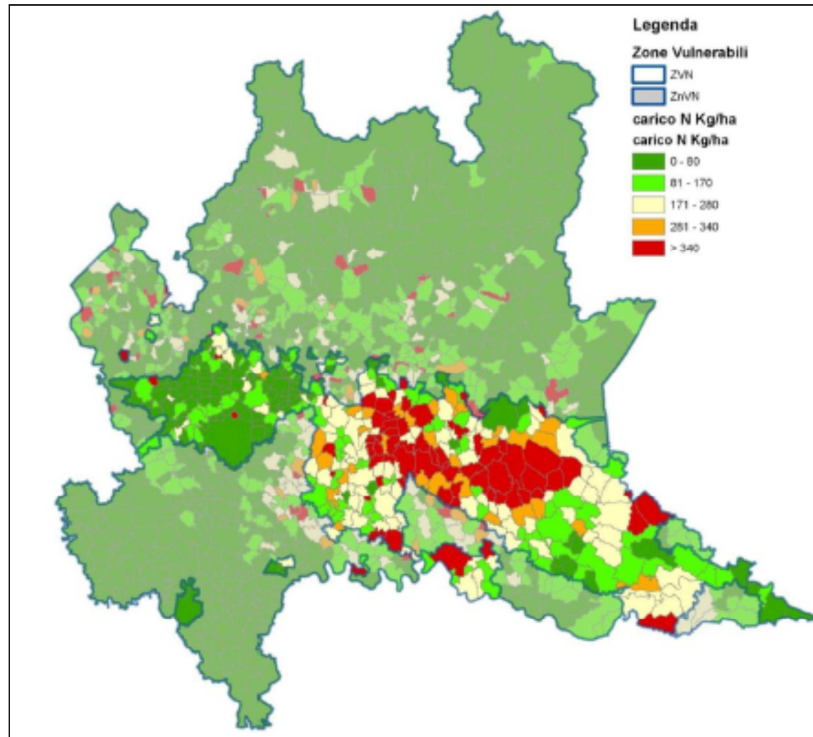 Legenda
Zone Vulnerabili
ZVN
ZnVN
carico N Kg/ha
carico N Kg/ha
0 - 80
81 - 170
171 - 280
281 - 340
> 340